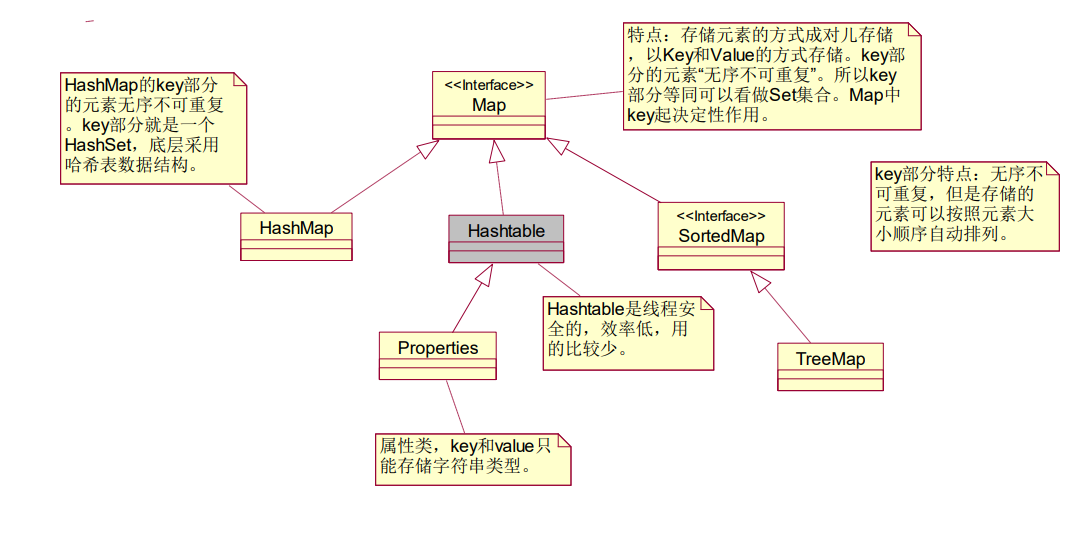 特点：存储元素的方式成对儿存储
，以Key和Value的方式存储。key部
分的元素“无序不可重复”。所以key
部分等同可以看做Set集合。Map中
key起决定性作用。
<<Interface>>
Map
HashMap的key部分
的元素无序不可重复
。key部分就是一个
HashSet，底层采用
哈希表数据结构。
key部分特点：无序不
可重复，但是存储的
元素可以按照元素大
小顺序自动排列。
HashMap
Hashtable
<<Interface>>
SortedMap
Hashtable是线程安
全的，效率低，用
的比较少。
Properties
TreeMap
属性类，key和value只
能存储字符串类型。